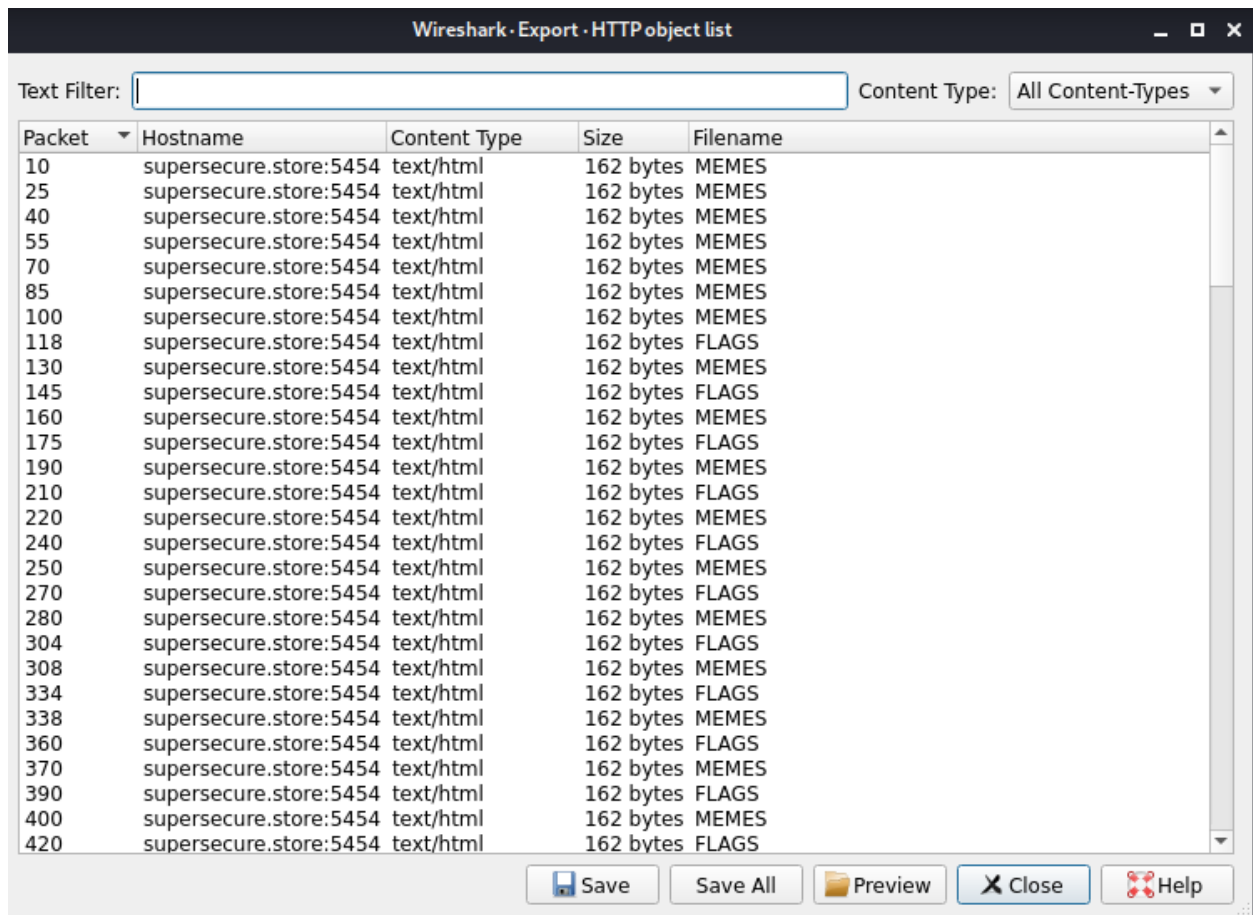 Wireshark · Export · HTTP object list
Text Filter: Content Type: All Content-Types
Packet Hostname Content Type Size Filename
10 supersecure.store:5454 text/html 162 bytes MEMES
25 supersecure.store:5454 text/html 162 bytes MEMES
40 supersecure.store:5454 text/html 162 bytes MEMES
55 supersecure.store:5454 text/html 162 bytes MEMES
70 supersecure.store:5454 text/html 162 bytes MEMES
85 supersecure.store:5454 text/html 162 bytes MEMES
100 supersecure.store:5454 text/html 162 bytes MEMES
118 supersecure.store:5454 text/html 162 bytes FLAGS
130 supersecure.store:5454 text/html 162 bytes MEMES
145 supersecure.store:5454 text/html 162 bytes FLAGS
160 supersecure.store:5454 text/html 162 bytes MEMES
175 supersecure.store:5454 text/html 162 bytes FLAGS
190 supersecure.store:5454 text/html 162 bytes MEMES
210 supersecure.store:5454 text/html 162 bytes FLAGS
220 supersecure.store:5454 text/html 162 bytes MEMES
240 supersecure.store:5454 text/html 162 bytes FLAGS
250 supersecure.store:5454 text/html 162 bytes MEMES
270 supersecure.store:5454 text/html 162 bytes FLAGS
280 supersecure.store:5454 text/html 162 bytes MEMES
304 supersecure.store:5454 text/html 162 bytes FLAGS
308 supersecure.store:5454 text/html 162 bytes MEMES
334 supersecure.store:5454 text/html 162 bytes FLAGS
338 supersecure.store:5454 text/html 162 bytes MEMES
360 supersecure.store:5454 text/html 162 bytes FLAGS
370 supersecure.store:5454 text/html 162 bytes MEMES
390 supersecure.store:5454 text/html 162 bytes FLAGS
400 supersecure.store:5454 text/html 162 bytes MEMES
420 supersecure.store:5454 text/html 162 bytes FLAGS
Save Save All Preview Close Help